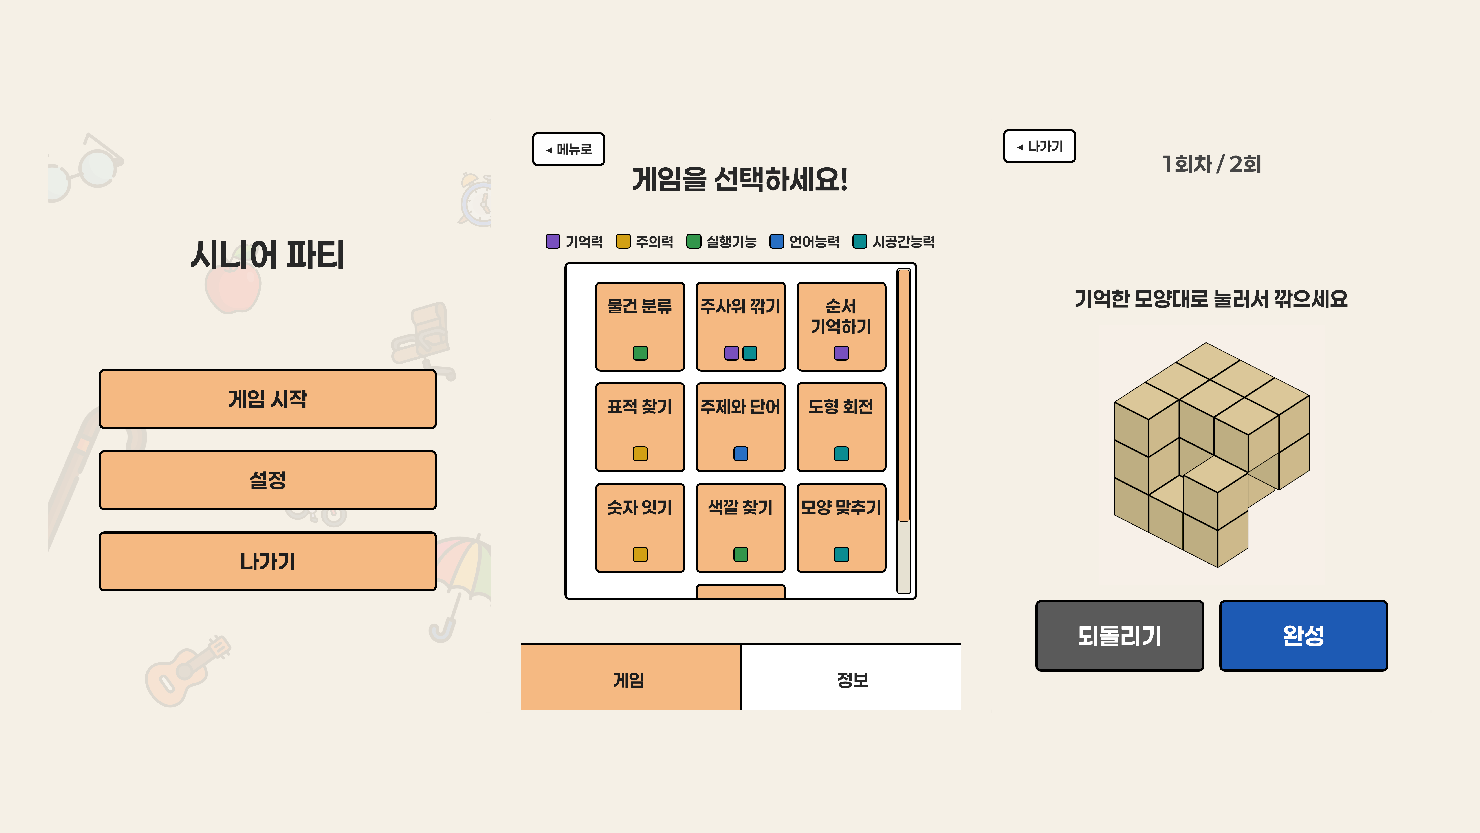 시니어 파티
게임 시작
설정
나가기
◂ 메뉴로
게임을 선택하세요!
기억력 주의력 실행기능 언어능력 시공간능력
물건 분류
주사위 깎기
순서
기억하기
표적 찾기
주제와 단어
도형 회전
숫자 잇기
색깔 찾기
모양 맞추기
게임
정보
◂ 나가기
1회차 / 2회
기억한 모양대로 눌러서 깎으세요
되돌리기
완성